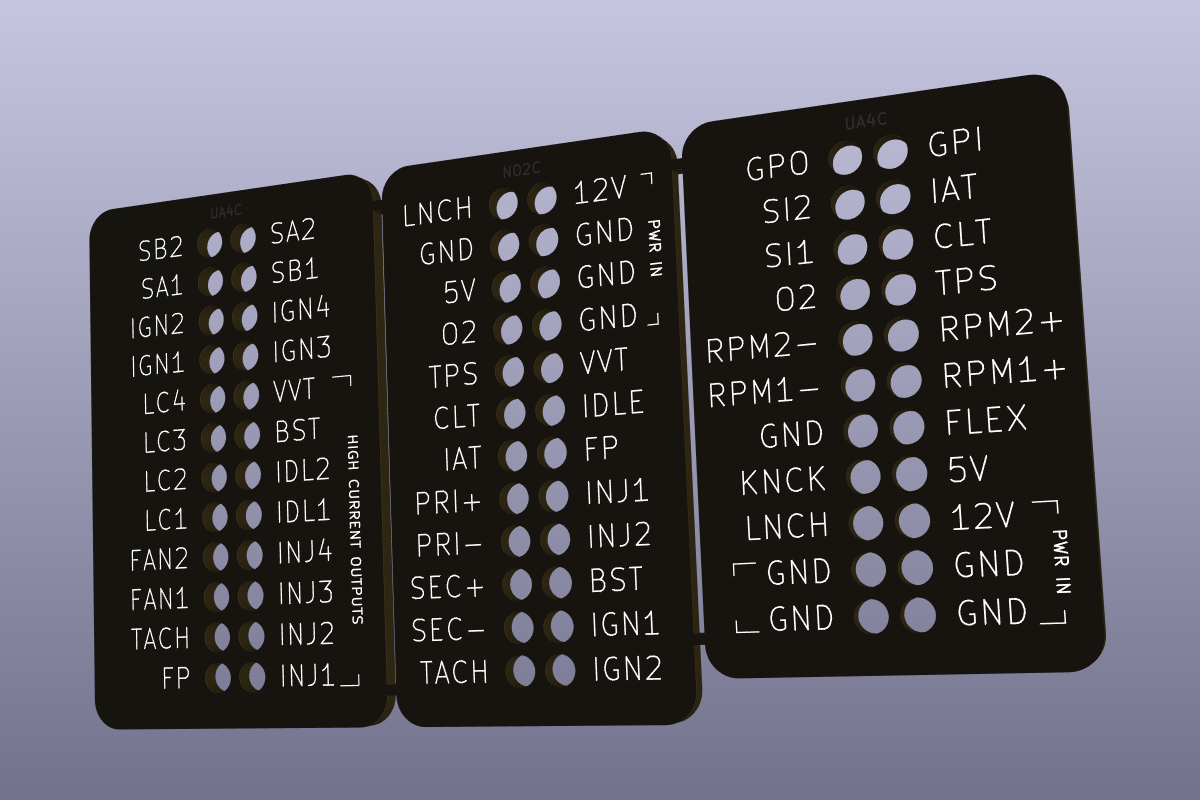 UA4C
SB2 SA2
SA1 SB1
IGN2 IGN4
IGN1 IGN3
LC4 VVT
LC3 BST
LC2 IDL2
LC1 IDL1
FAN2 INJ4
FAN1 INJ3
TACH INJ2
FP INJ1
HIGH CURRENT OUTPUTS
NO2C
LNCH 12V
GND GND
5V GND
O2 GND
TPS VVT
CLT IDLE
IAT FP
PRI+ INJ1
PRI− INJ2
SEC+ BST
SEC− IGN1
TACH IGN2
PWR IN
UA4C
GPO GPI
SI2 IAT
SI1 CLT
O2 TPS
RPM2− RPM2+
RPM1− RPM1+
GND FLEX
KNCK 5V
LNCH 12V
GND GND
GND GND
PWR IN